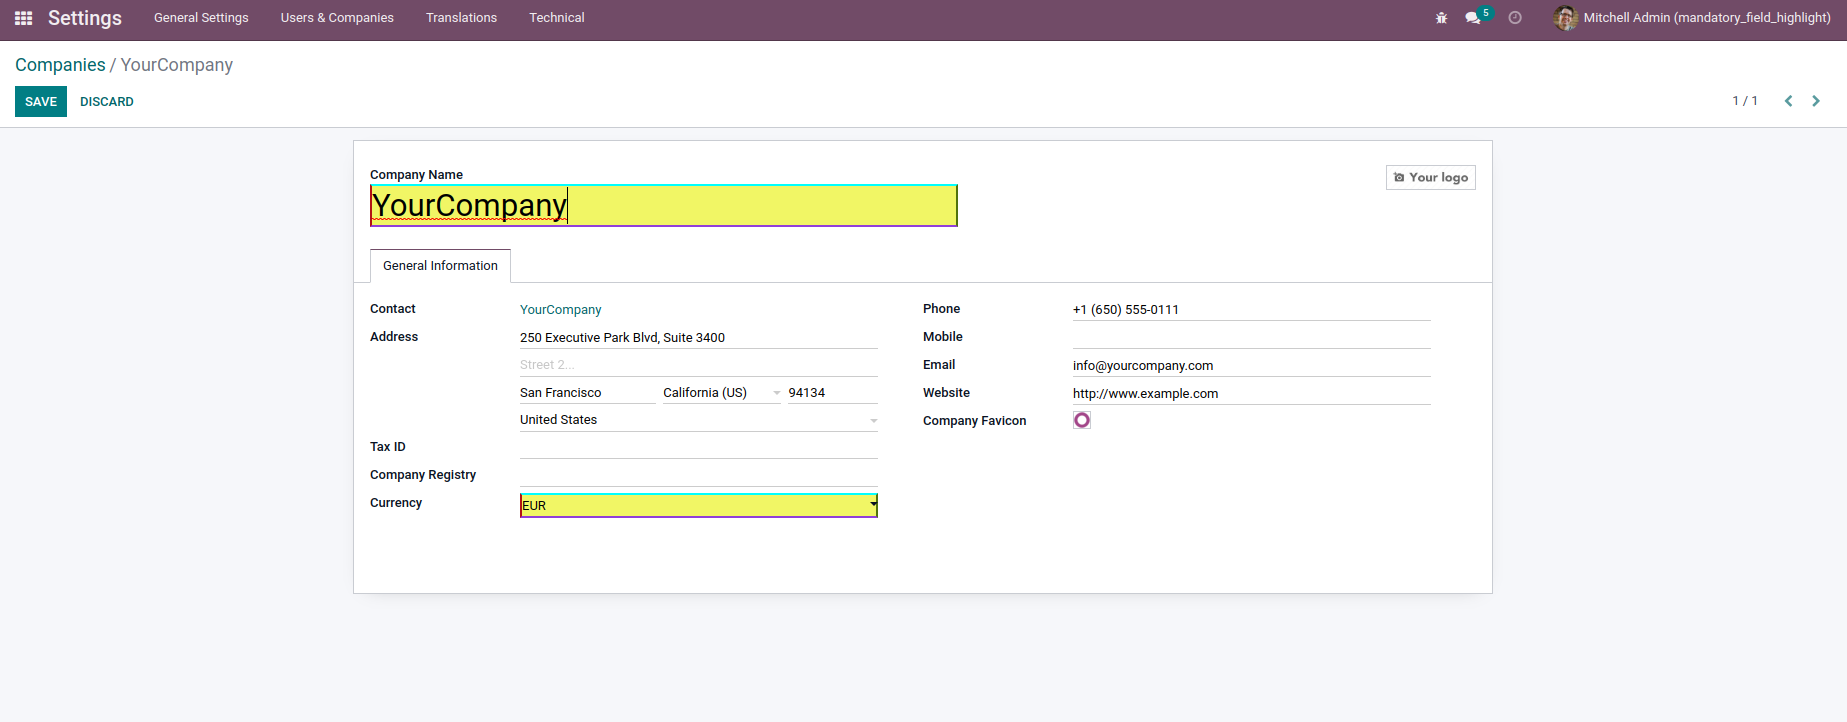 Settings General Settings Users & Companies Translations Technical 5 Mitchell Admin (mandatory_field_highlight)
Companies / YourCompany
SAVE DISCARD 1 / 1
Company Name
Your logo
YourCompany
General Information
Contact YourCompany Phone +1 (650) 555-0111
Address 250 Executive Park Blvd, Suite 3400 Mobile
Street 2... Email info@yourcompany.com
San Francisco California (US) 94134 Website http://www.example.com
United States Company Favicon
Tax ID
Company Registry
Currency EUR